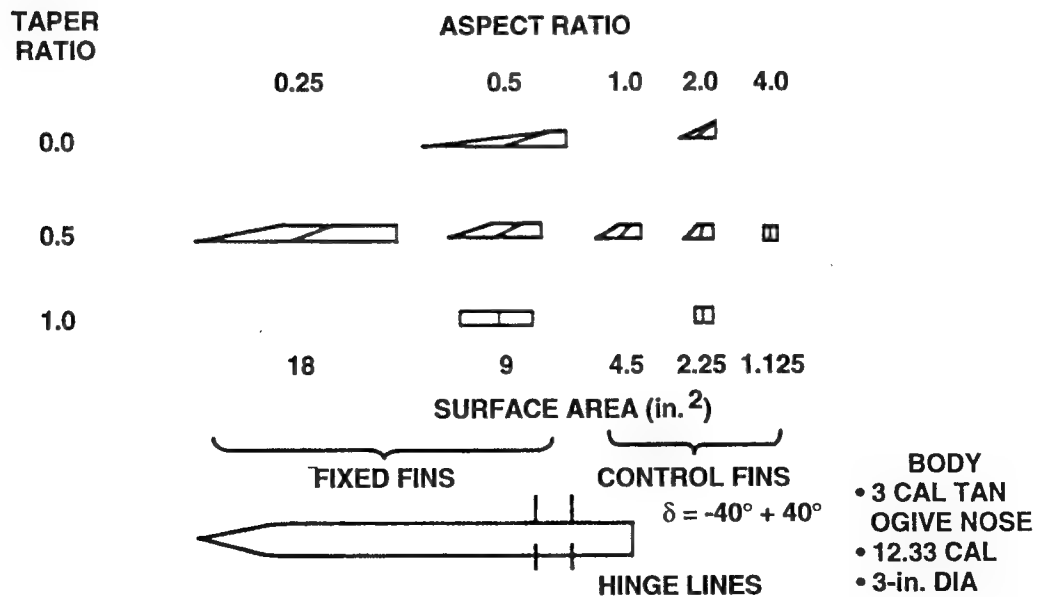 TAPER
RATIO
ASPECT RATIO
0.25 0.5 1.0 2.0 4.0
0.0
0.5
1.0
18 9 4.5 2.25 1.125
SURFACE AREA (in.²)
FIXED FINS
CONTROL FINS
δ = -40° + 40°
HINGE LINES
BODY
• 3 CAL TAN
OGIVE NOSE
• 12.33 CAL
• 3-in. DIA